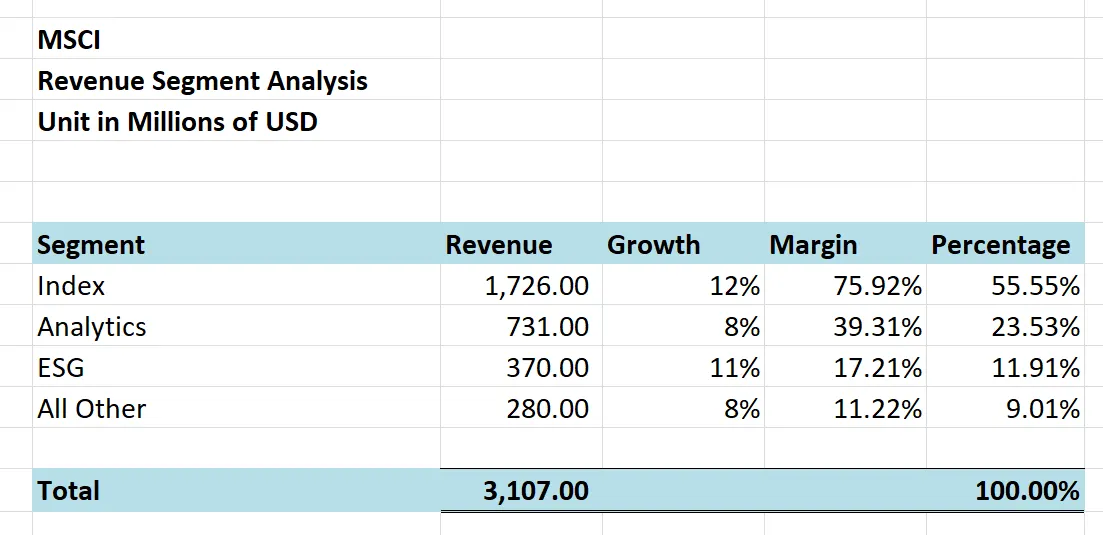 MSCI
Revenue Segment Analysis
Unit in Millions of USD
Segment Revenue Growth Margin Percentage
Index 1,726.00 12% 75.92% 55.55%
Analytics 731.00 8% 39.31% 23.53%
ESG 370.00 11% 17.21% 11.91%
All Other 280.00 8% 11.22% 9.01%
Total 3,107.00 100.00%